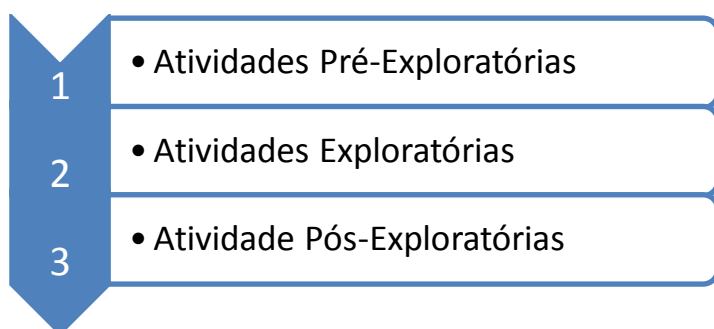 1 • Atividades Pré-Exploratórias
2 • Atividades Exploratórias
3 • Atividade Pós-Exploratórias